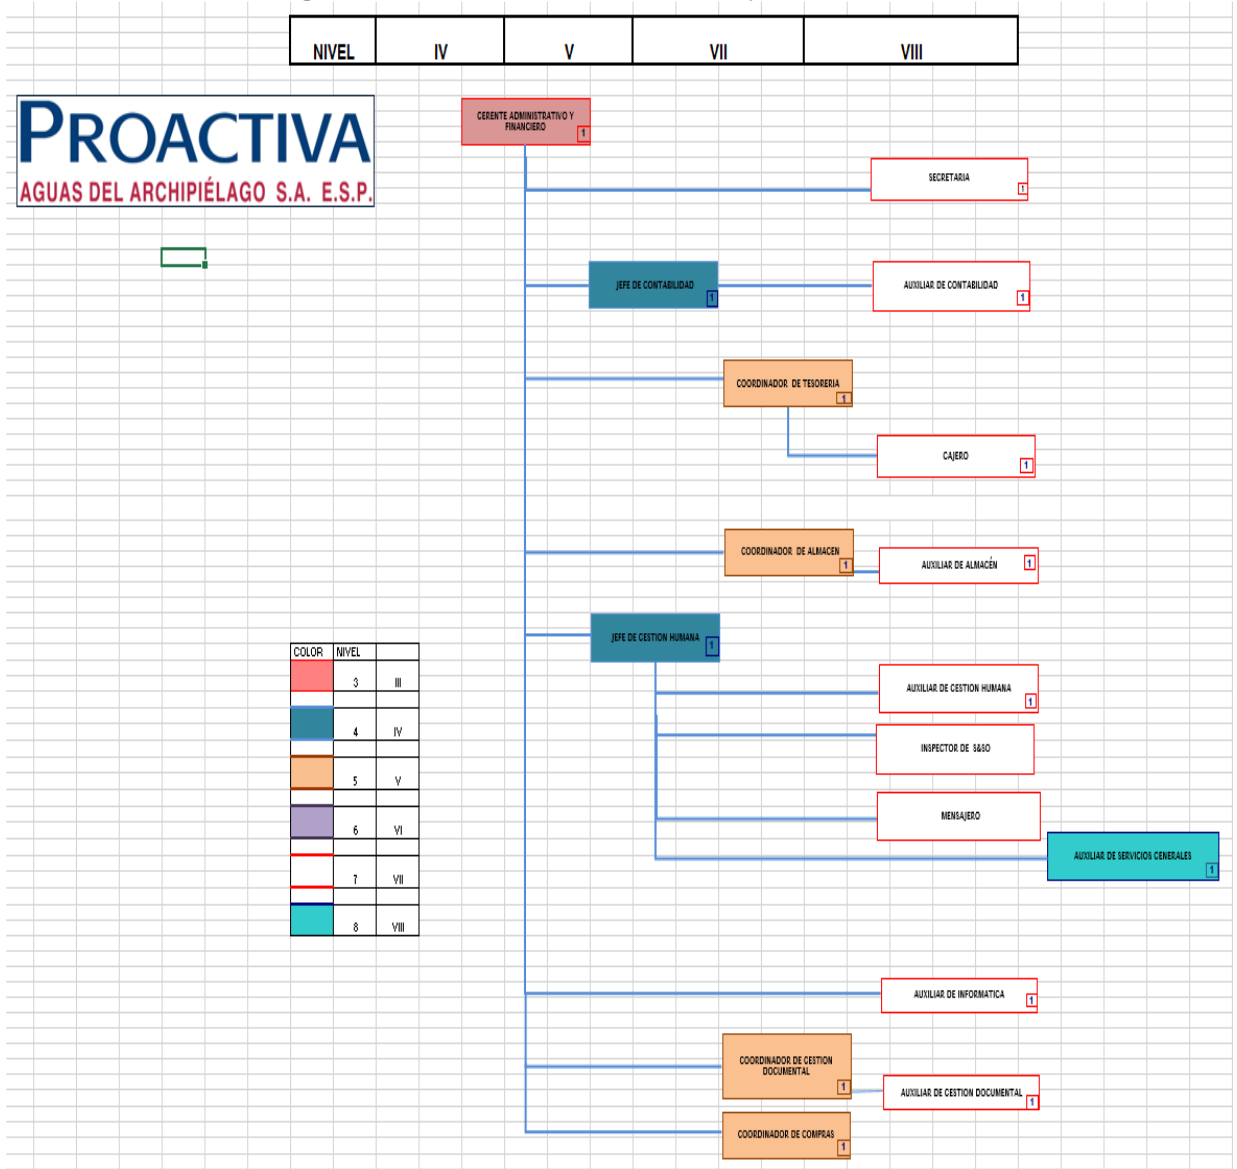 NIVEL IV V VII VIII
PROACTIVA
AGUAS DEL ARCHIPIÉLAGO S.A. E.S.P.
GERENTE ADMINISTRATIVO Y
FINANCIERO
1
SECRETARIA
1
JEFE DE CONTABILIDAD
1
AUXILIAR DE CONTABILIDAD
1
COORDINADOR DE TESORERIA
1
CAJERO
1
COORDINADOR DE ALMACEN
1
AUXILIAR DE ALMACÉN
1
JEFE DE GESTION HUMANA
1
AUXILIAR DE GESTION HUMANA
1
INSPECTOR DE S&SO
MENSAJERO
AUXILIAR DE SERVICIOS GENERALES
1
COLOR NIVEL
3 III
4 IV
5 V
6 VI
7 VII
8 VIII
AUXILIAR DE INFORMATICA
1
COORDINADOR DE GESTION
DOCUMENTAL
1
AUXILIAR DE GESTION DOCUMENTAL
1
COORDINADOR DE COMPRAS
1